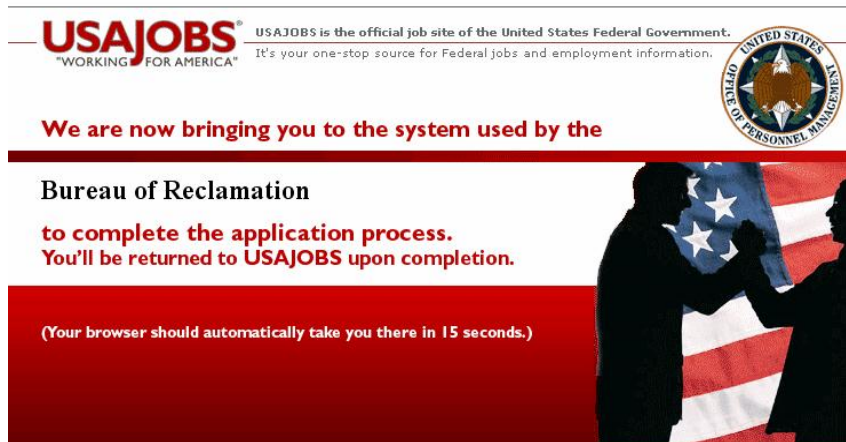 USAJOBS®
"WORKING FOR AMERICA"
USAJOBS is the official job site of the United States Federal Government.
It's your one-stop source for Federal jobs and employment information.
UNITED STATES
OFFICE OF PERSONNEL MANAGEMENT
We are now bringing you to the system used by the
Bureau of Reclamation
to complete the application process.
You'll be returned to USAJOBS upon completion.
(Your browser should automatically take you there in 15 seconds.)